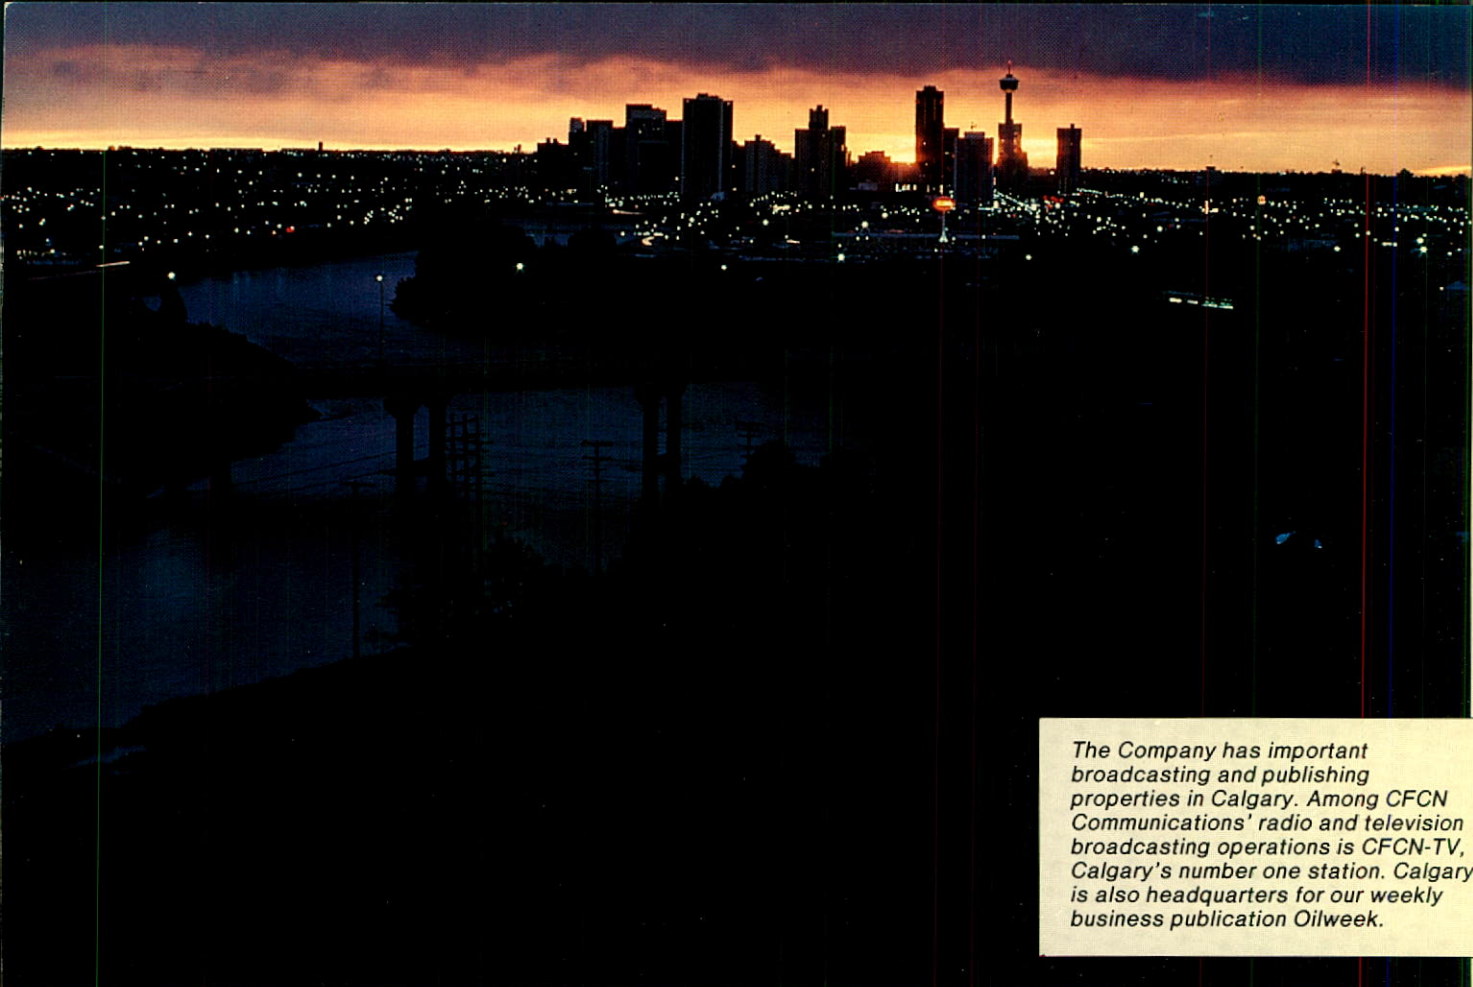 The Company has important
broadcasting and publishing
properties in Calgary. Among CFCN
Communications' radio and television
broadcasting operations is CFCN-TV,
Calgary's number one station. Calgary
is also headquarters for our weekly
business publication Oilweek.